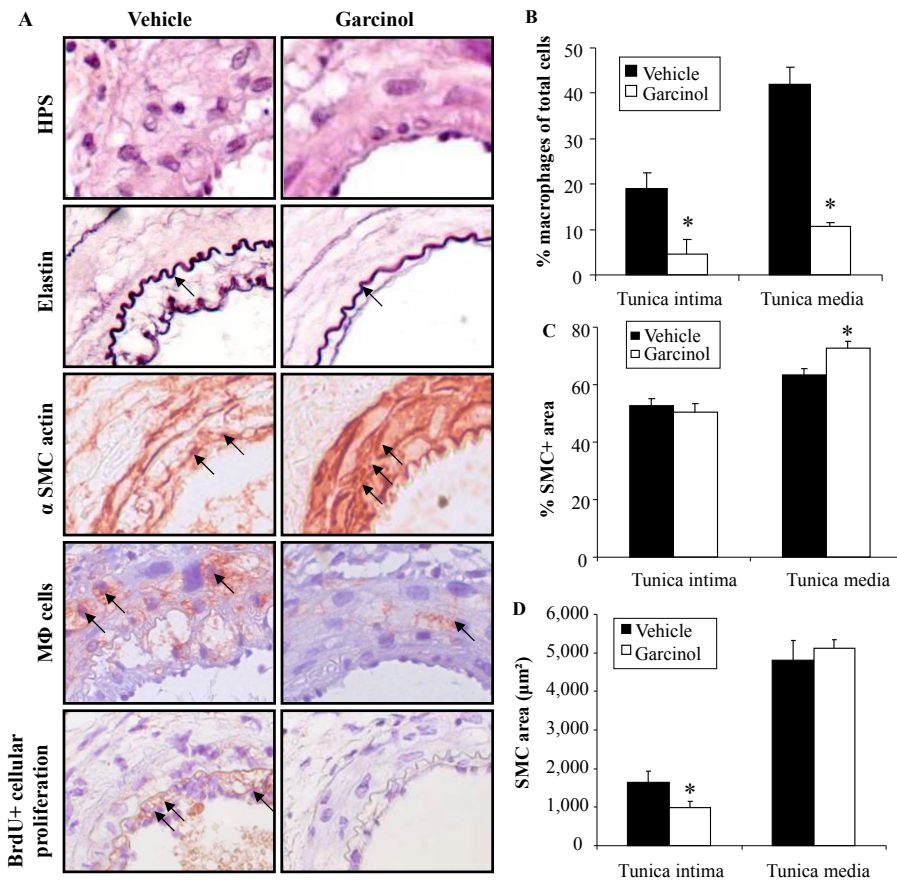 A
Vehicle
Garcinol
HPS
Elastin
α SMC actin
MΦ cells
BrdU+ cellular
proliferation
B
% macrophages of total cells
40
30
20
10
0
Vehicle
Garcinol
*
*
Tunica intima
Tunica media
C
% SMC+ area
80
60
40
20
0
Vehicle
Garcinol
*
Tunica intima
Tunica media
D
SMC area (µm²)
6,000
5,000
4,000
3,000
2,000
1,000
0
Vehicle
Garcinol
*
Tunica intima
Tunica media